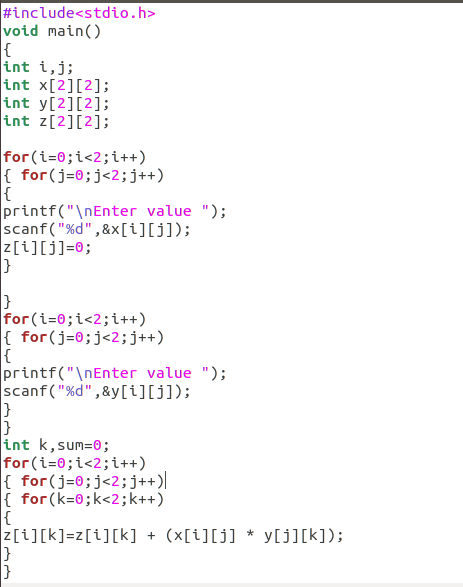 #include<stdio.h>
void main()
{
int i,j;
int x[2][2];
int y[2][2];
int z[2][2];
for(i=0;i<2;i++)
{ for(j=0;j<2;j++)
{
printf("\nEnter value ");
scanf("%d",&x[i][j]);
z[i][j]=0;
}
}
for(i=0;i<2;i++)
{ for(j=0;j<2;j++)
{
printf("\nEnter value ");
scanf("%d",&y[i][j]);
}
}
int k,sum=0;
for(i=0;i<2;i++)
{ for(j=0;j<2;j++)
{ for(k=0;k<2;k++)
{
z[i][k]=z[i][k] + (x[i][j] * y[j][k]);
}
}